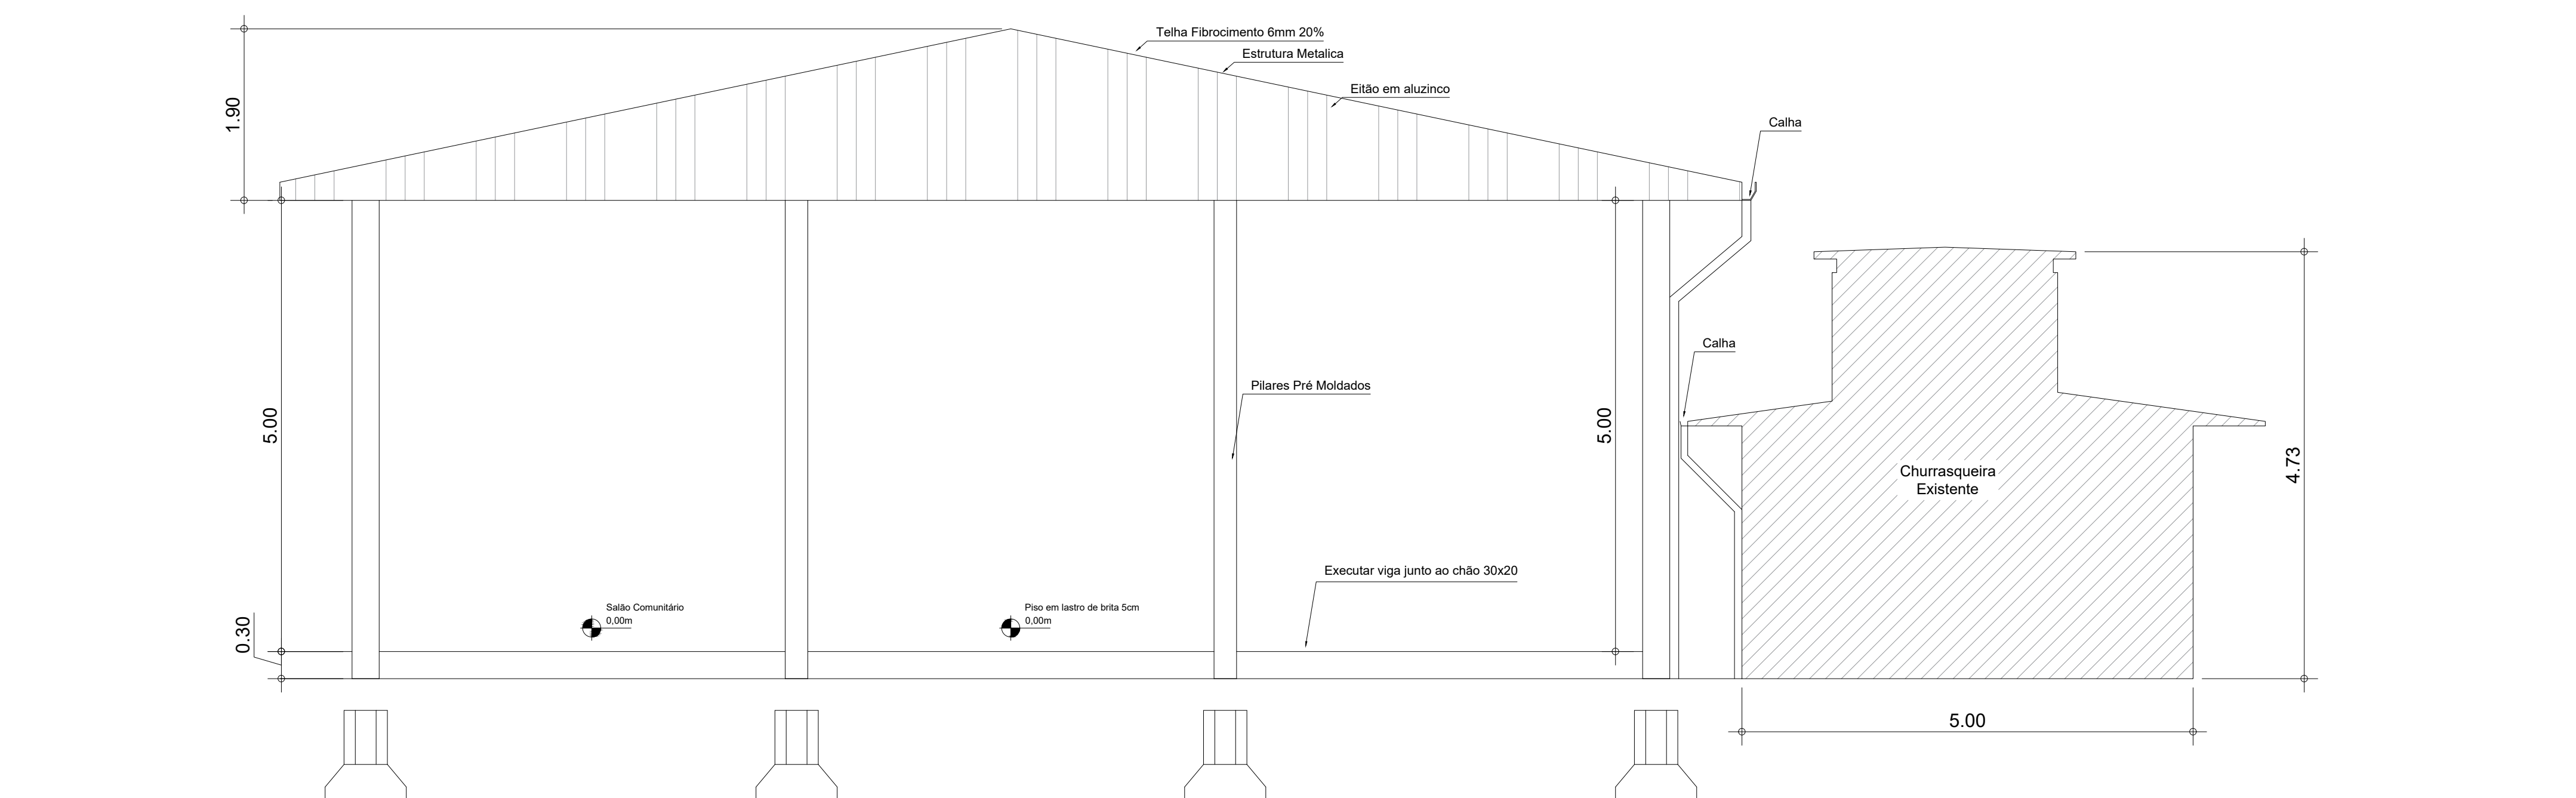 Telha Fibrocimento 6mm 20%
Estrutura Metalica
Eitão em aluzinco
Calha
1.90
Calha
Pilares Pré Moldados
5.00
5.00
Churrasqueira
Existente
4.73
Executar viga junto ao chão 30x20
Salão Comunitário
0,00m
Piso em lastro de brita 5cm
0,00m
0.30
5.00